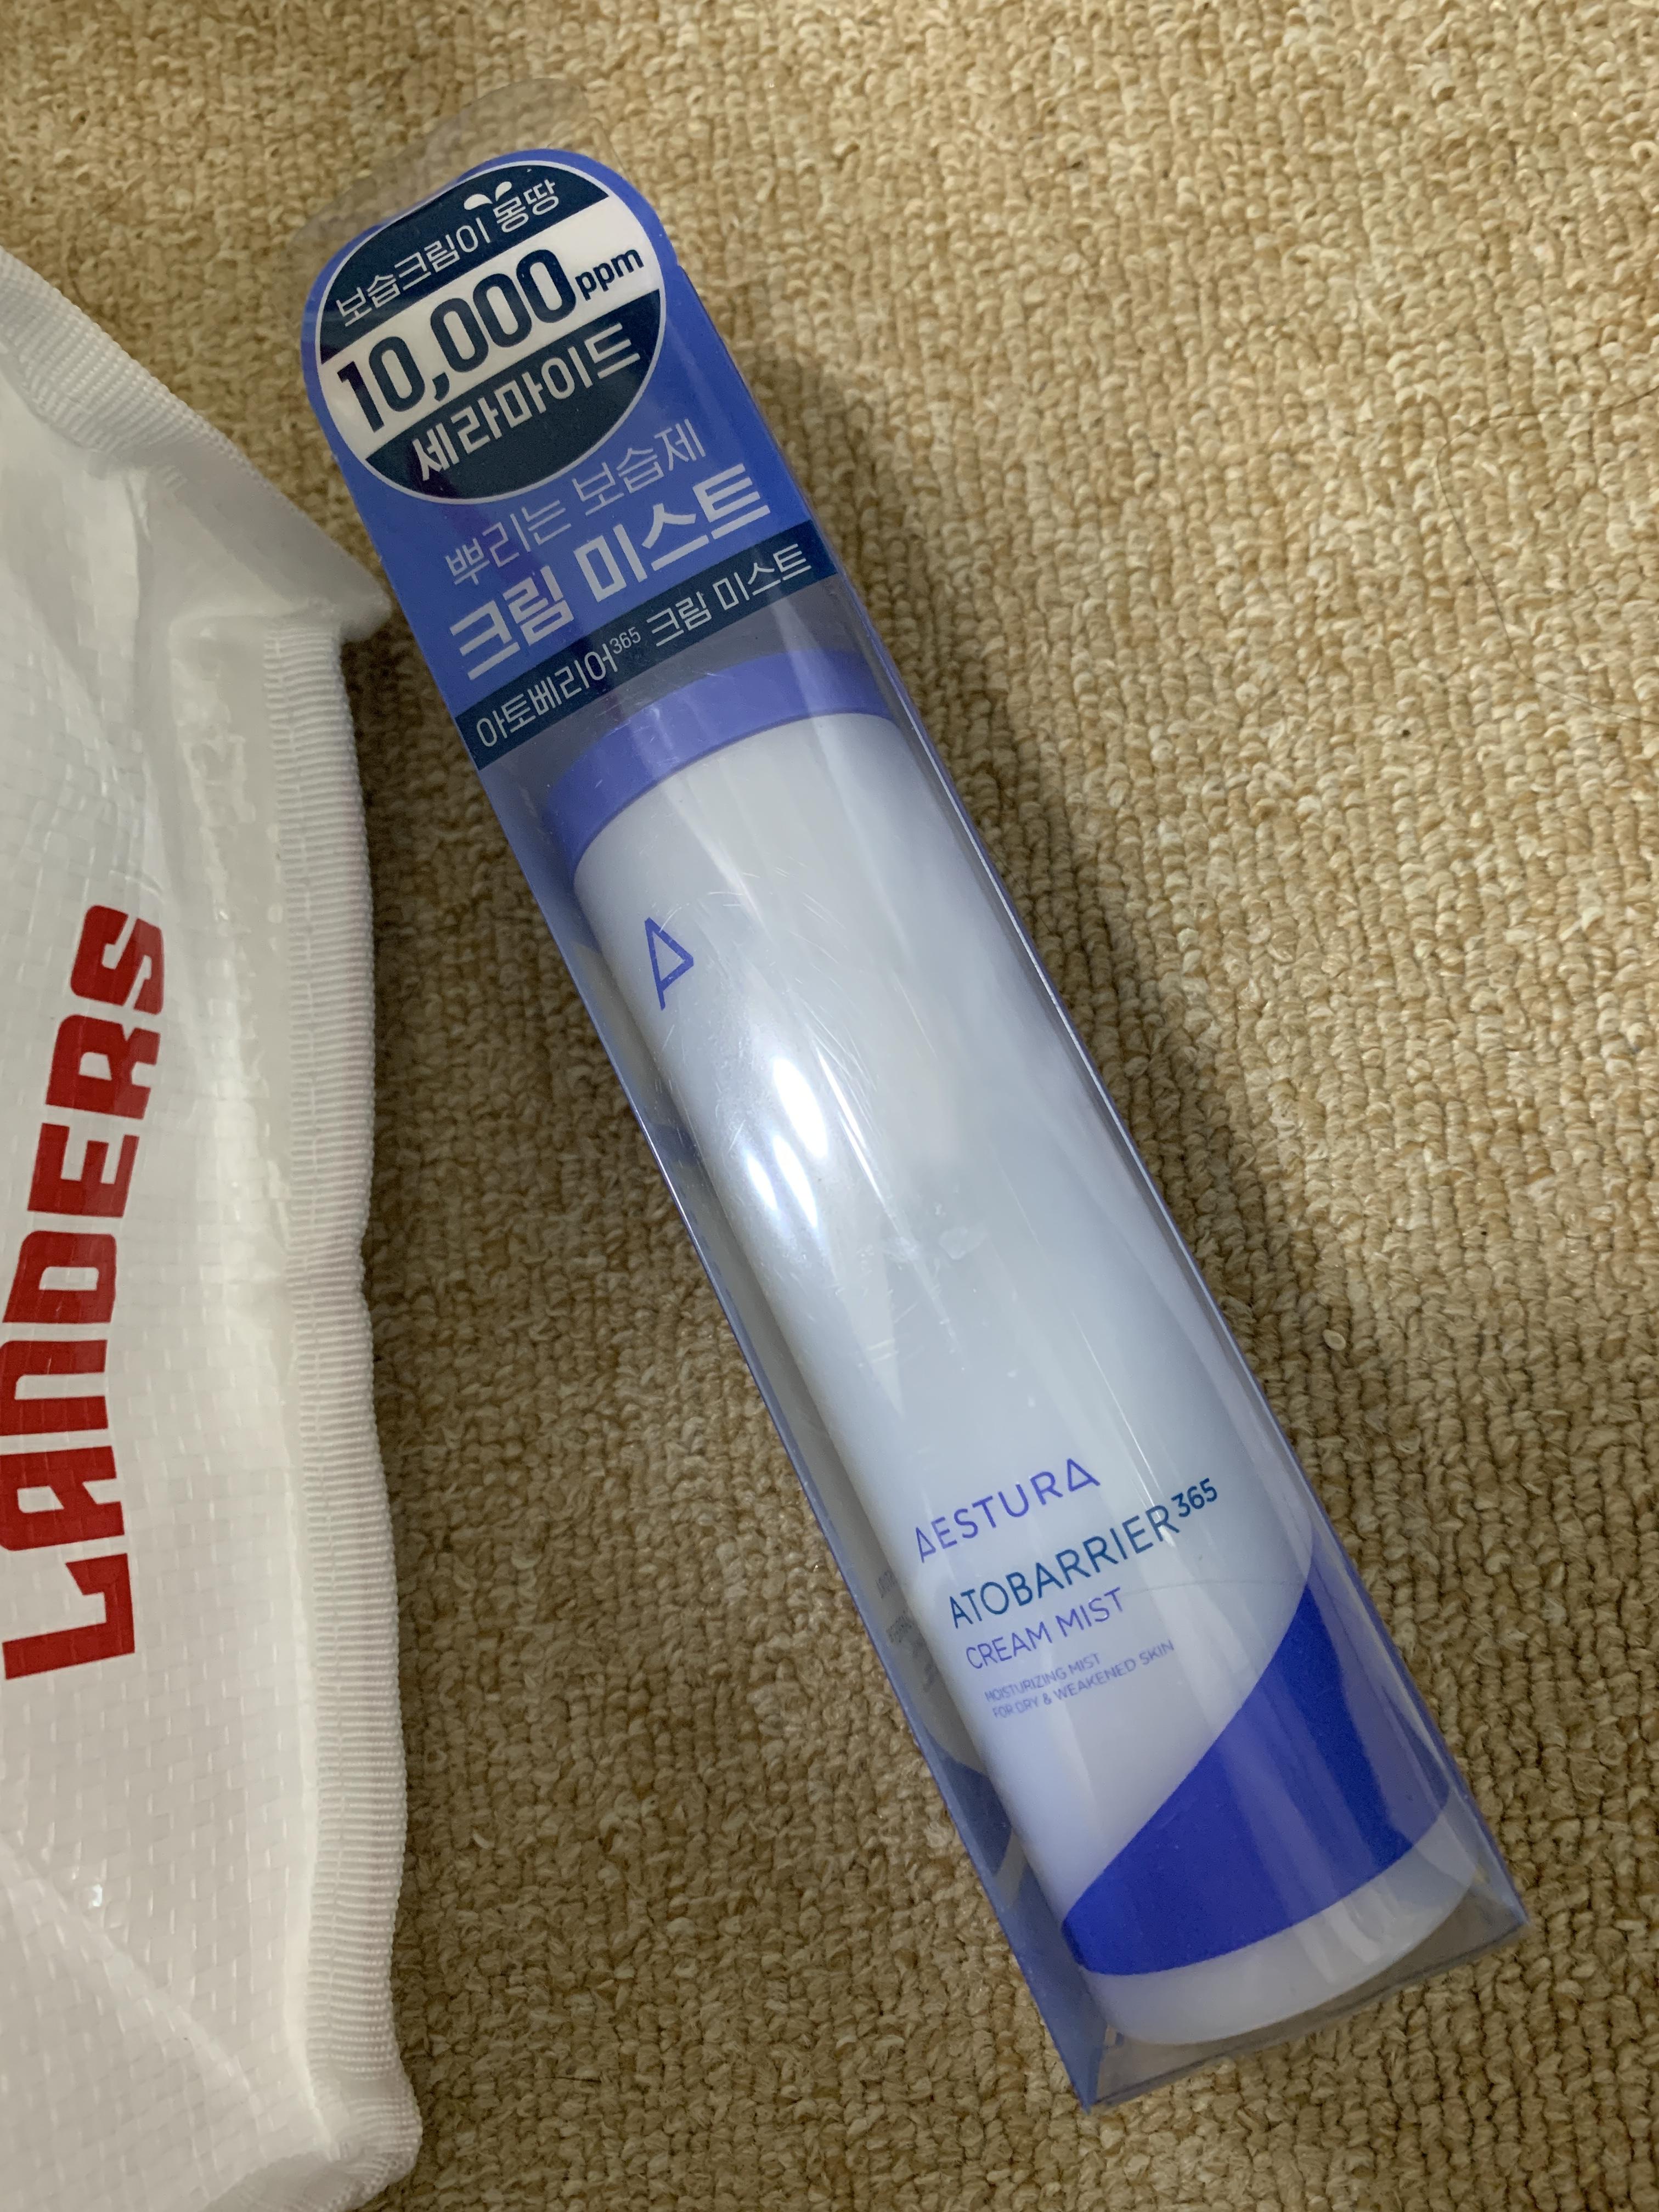 보습크림이 몽땅
10,000ppm
세라마이드
뿌리는 보습제
크림 미스트
아토베리어365 크림 미스트
AESTURA
ATOBARRIER365
CREAM MIST
MOISTURIZING MIST
FOR DRY & WEAKENED SKIN
LANDERS